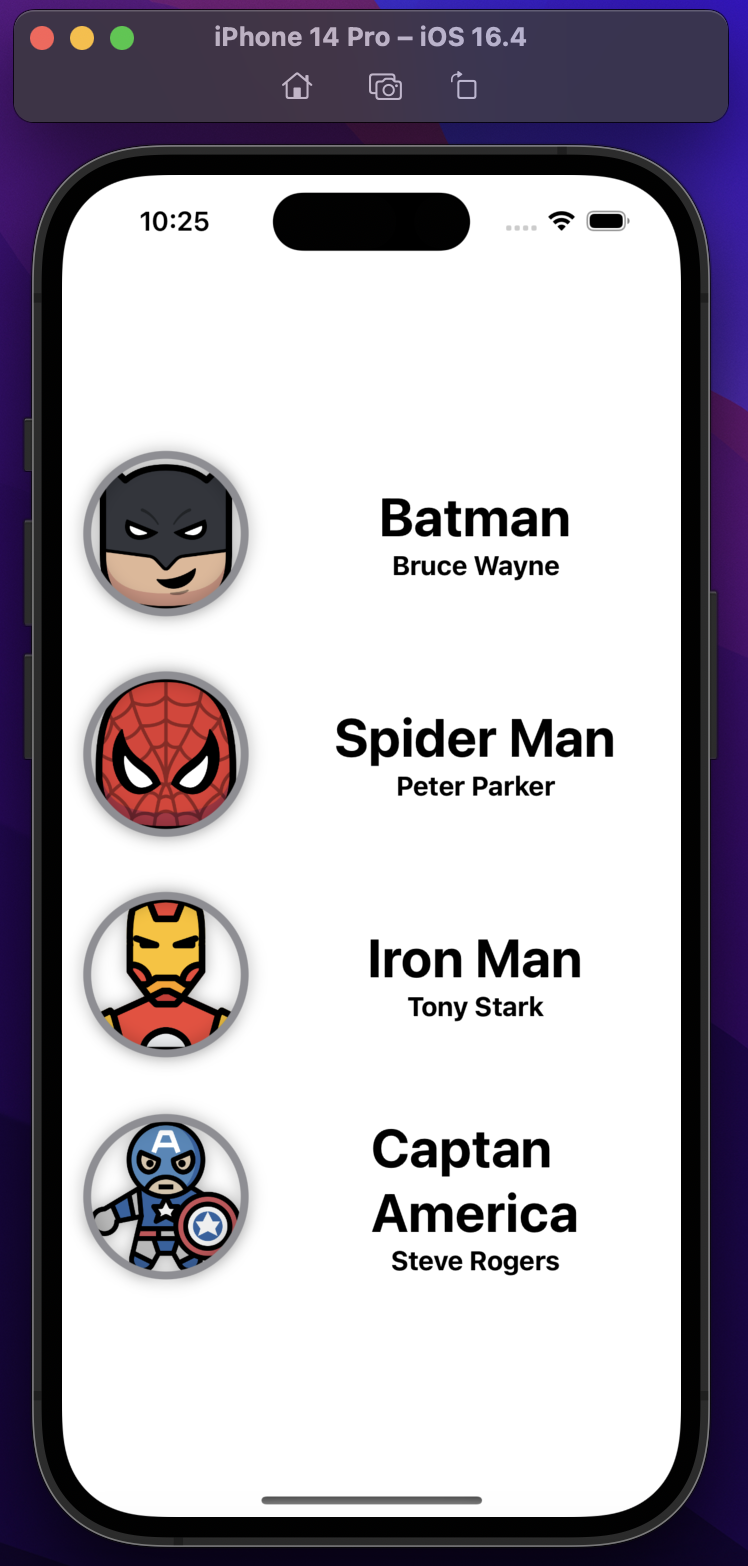 iPhone 14 Pro – iOS 16.4
10:25
Batman
Bruce Wayne
Spider Man
Peter Parker
Iron Man
Tony Stark
A
Captan
America
Steve Rogers